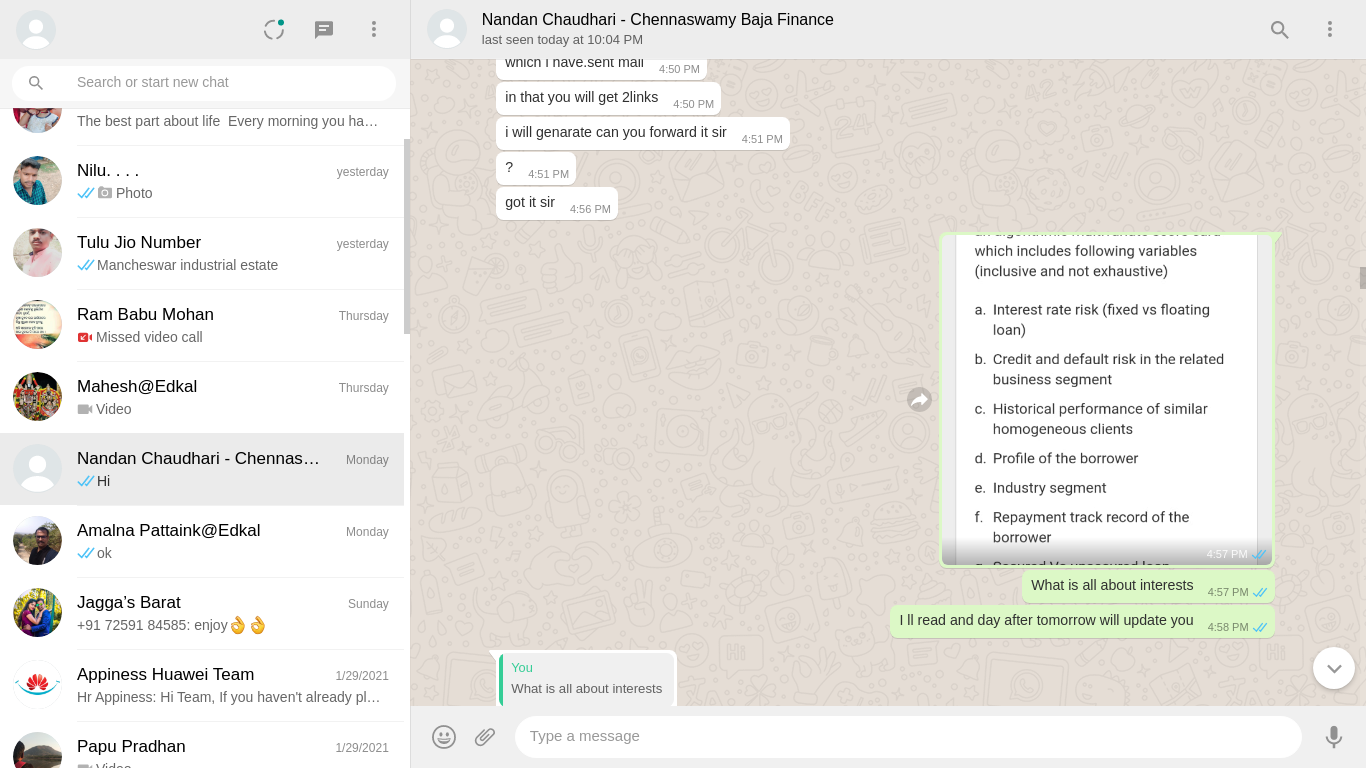 Search or start new chat
The best part about life Every morning you ha…
Nilu. . . .
yesterday
Photo
Tulu Jio Number
yesterday
Mancheswar industrial estate
Ram Babu Mohan
Thursday
Missed video call
Mahesh@Edkal
Thursday
Video
Nandan Chaudhari - Chennas…
Monday
Hi
Amalna Pattaink@Edkal
Monday
ok
Jagga’s Barat
Sunday
+91 72591 84585: enjoy👌👌
Appiness Huawei Team
1/29/2021
Hr Appiness: Hi Team, If you haven't already pl…
Papu Pradhan
1/29/2021
Video
Nandan Chaudhari - Chennaswamy Baja Finance
last seen today at 10:04 PM
which i have.sent mail
4:50 PM
in that you will get 2links
4:50 PM
i will genarate can you forward it sir
4:51 PM
?
4:51 PM
got it sir
4:56 PM
an algorithmic multivariate score card
which includes following variables
(inclusive and not exhaustive)
a. Interest rate risk (fixed vs floating
loan)
b. Credit and default risk in the related
business segment
c. Historical performance of similar
homogeneous clients
d. Profile of the borrower
e. Industry segment
f. Repayment track record of the
borrower
g. Secured Vs unsecured loan
4:57 PM
What is all about interests
4:57 PM
I ll read and day after tomorrow will update you
4:58 PM
You
What is all about interests
Type a message